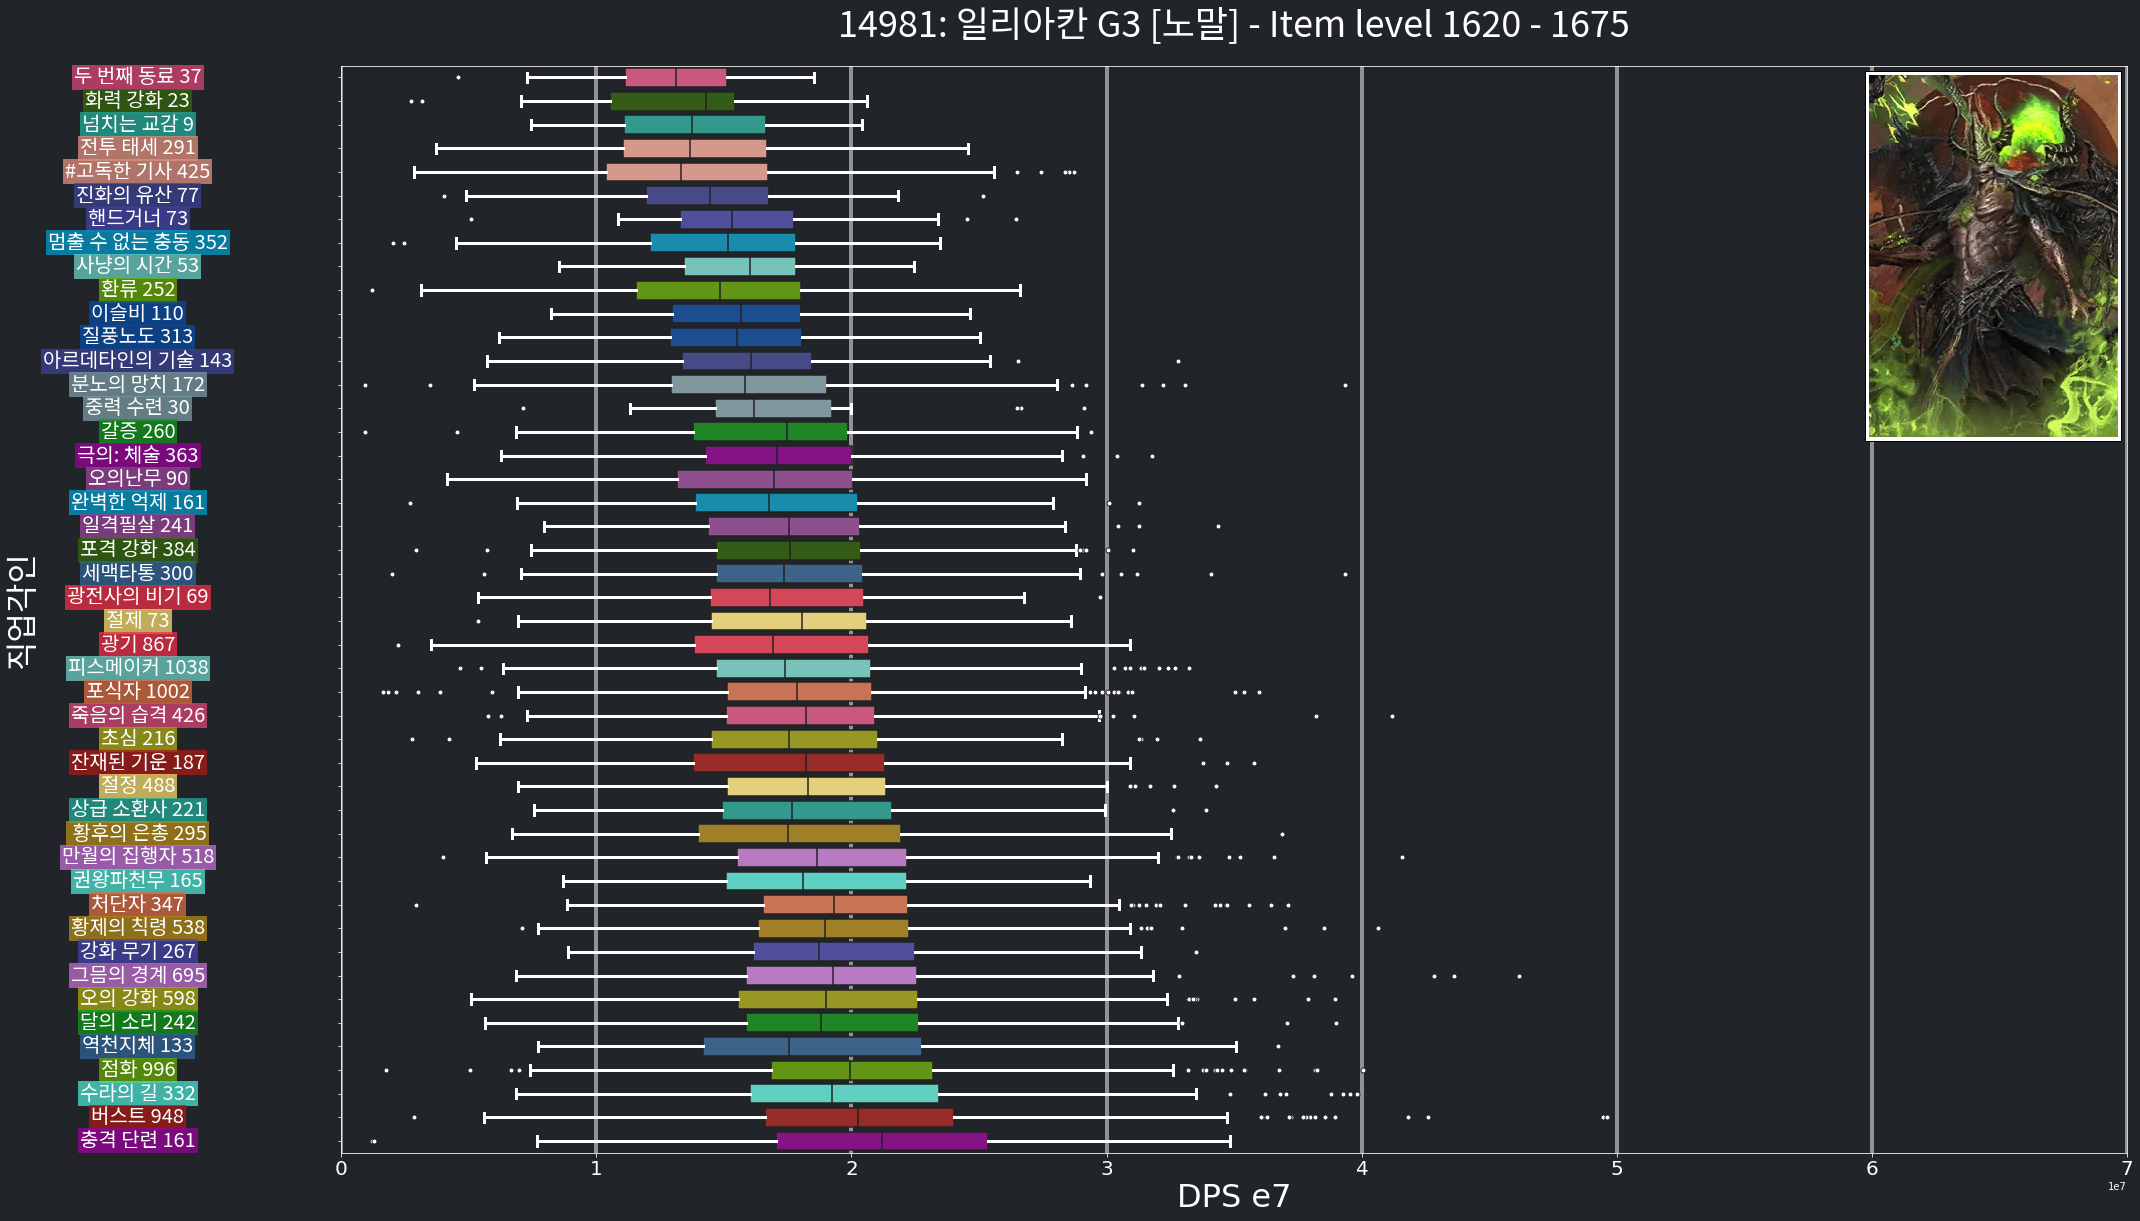 14981: 일리아칸 G3 [노말] - Item level 1620 - 1675
직업각인
두 번째 동료 37
화력 강화 23
넘치는 교감 9
전투 태세 291
#고독한 기사 425
진화의 유산 77
핸드거너 73
멈출 수 없는 충동 352
사냥의 시간 53
환류 252
이슬비 110
질풍노도 313
아르데타인의 기술 143
분노의 망치 172
중력 수련 30
갈증 260
극의: 체술 363
오의난무 90
완벽한 억제 161
일격필살 241
포격 강화 384
세맥타통 300
광전사의 비기 69
절제 73
광기 867
피스메이커 1038
포식자 1002
죽음의 습격 426
초심 216
잔재된 기운 187
절정 488
상급 소환사 221
황후의 은총 295
만월의 집행자 518
권왕파천무 165
처단자 347
황제의 칙령 538
강화 무기 267
그믐의 경계 695
오의 강화 598
달의 소리 242
역천지체 133
점화 996
수라의 길 332
버스트 948
충격 단련 161
0 1 2 3 4 5 6 7
DPS e7
1e7